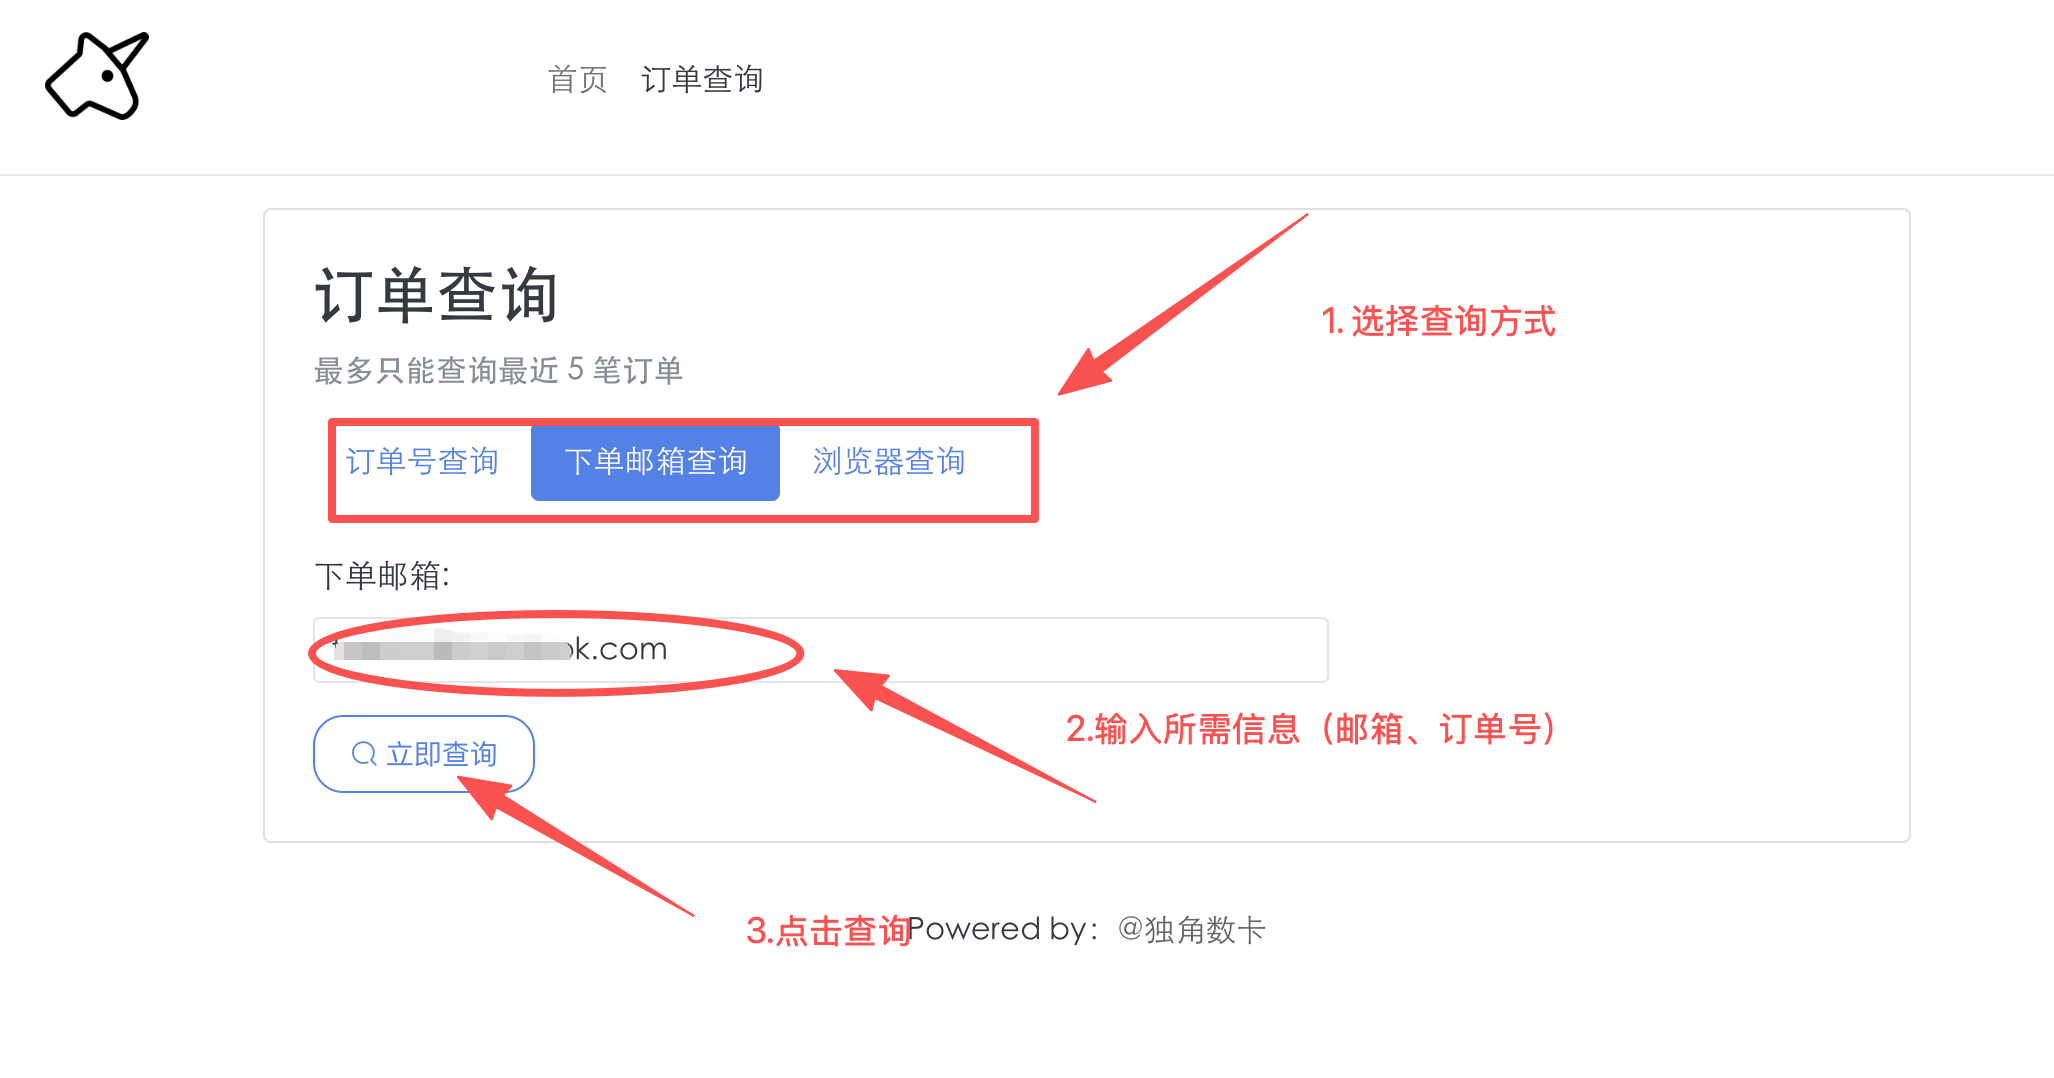 首页 订单查询
订单查询
1. 选择查询方式
最多只能查询最近 5 笔订单
订单号查询 下单邮箱查询 浏览器查询
下单邮箱:
k.com
2.输入所需信息（邮箱、订单号）
立即查询
3.点击查询
Powered by：@独角数卡